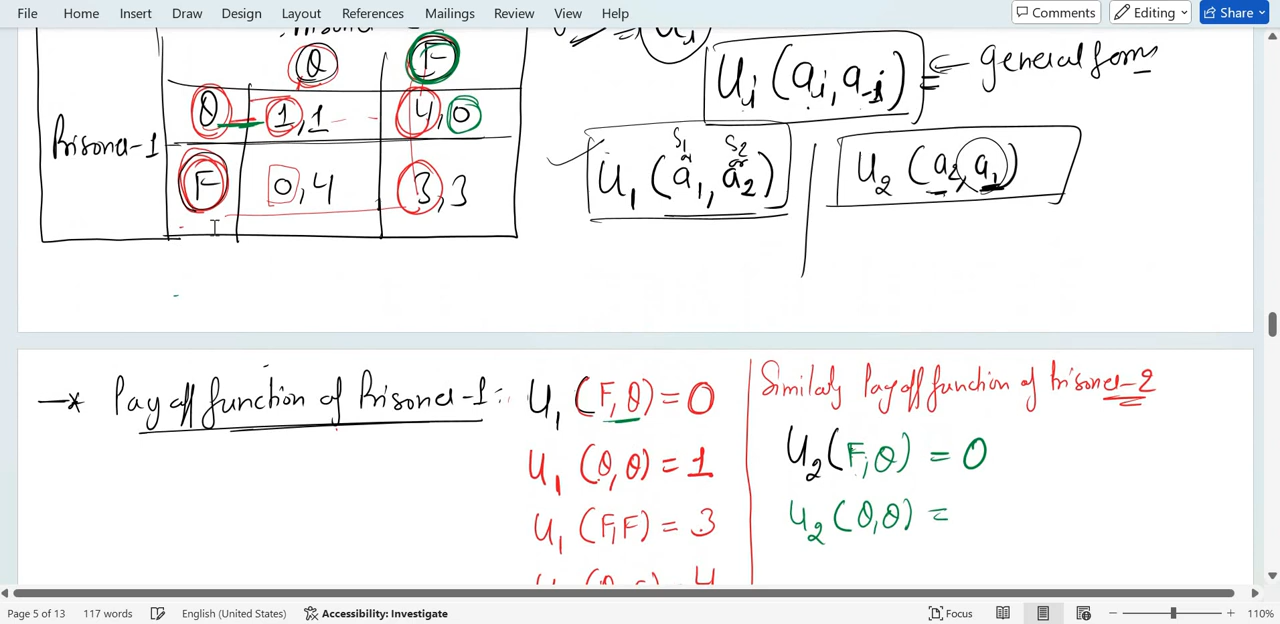 File Home Insert Draw Design Layout References Mailings Review View Help Comments Editing Share
Q F
Q 1,1 4,0
Prisoner-1
F 0,4 3,3
Ui (ai, a-i) = ← general form
S1 S2
U1 (a1, a2) U2 (a2, a1)
→* Pay off function of Prisoner-1:
U1 (F, Q) = 0
U1 (Q, Q) = 1
U1 (F, F) = 3
Similarly Pay off function of Prisoner-2
U2 (F, Q) = 0
U2 (Q, Q) =
Page 5 of 13 117 words English (United States) Accessibility: Investigate Focus 110%